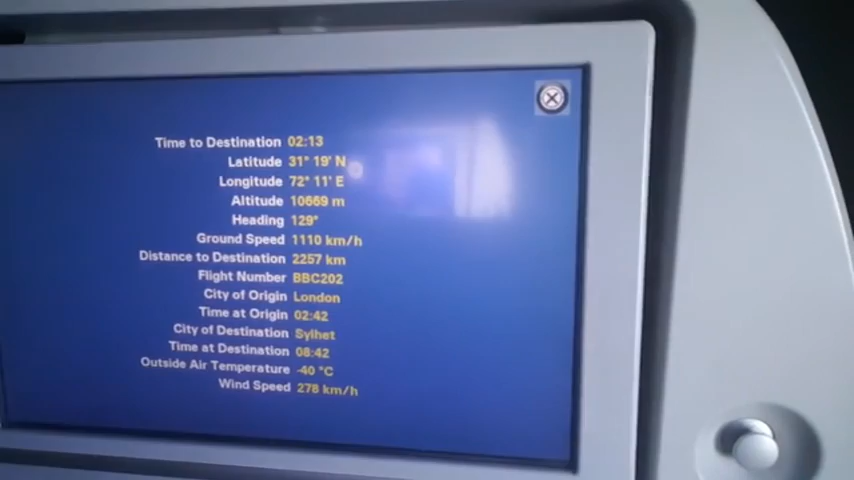 Time to Destination 02:13
Latitude 31° 19' N
Longitude 72° 11' E
Altitude 10669 m
Heading 129°
Ground Speed 1110 km/h
Distance to Destination 2257 km
Flight Number BBC202
City of Origin London
Time at Origin 02:42
City of Destination Sylhet
Time at Destination 08:42
Outside Air Temperature -40 °C
Wind Speed 278 km/h